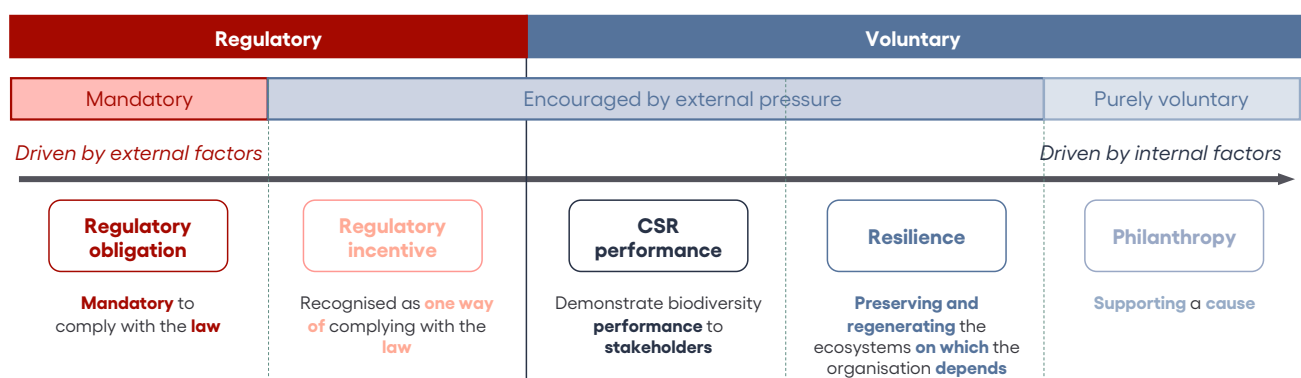 Regulatory
Voluntary
Mandatory
Encouraged by external pressure
Purely voluntary
Driven by external factors
Driven by internal factors
Regulatory
obligation
Regulatory
incentive
CSR
performance
Resilience
Philanthropy
Mandatory to
comply with the law
Recognised as one way
of complying with the
law
Demonstrate biodiversity
performance to
stakeholders
Preserving and
regenerating the
ecosystems on which the
organisation depends
Supporting a cause